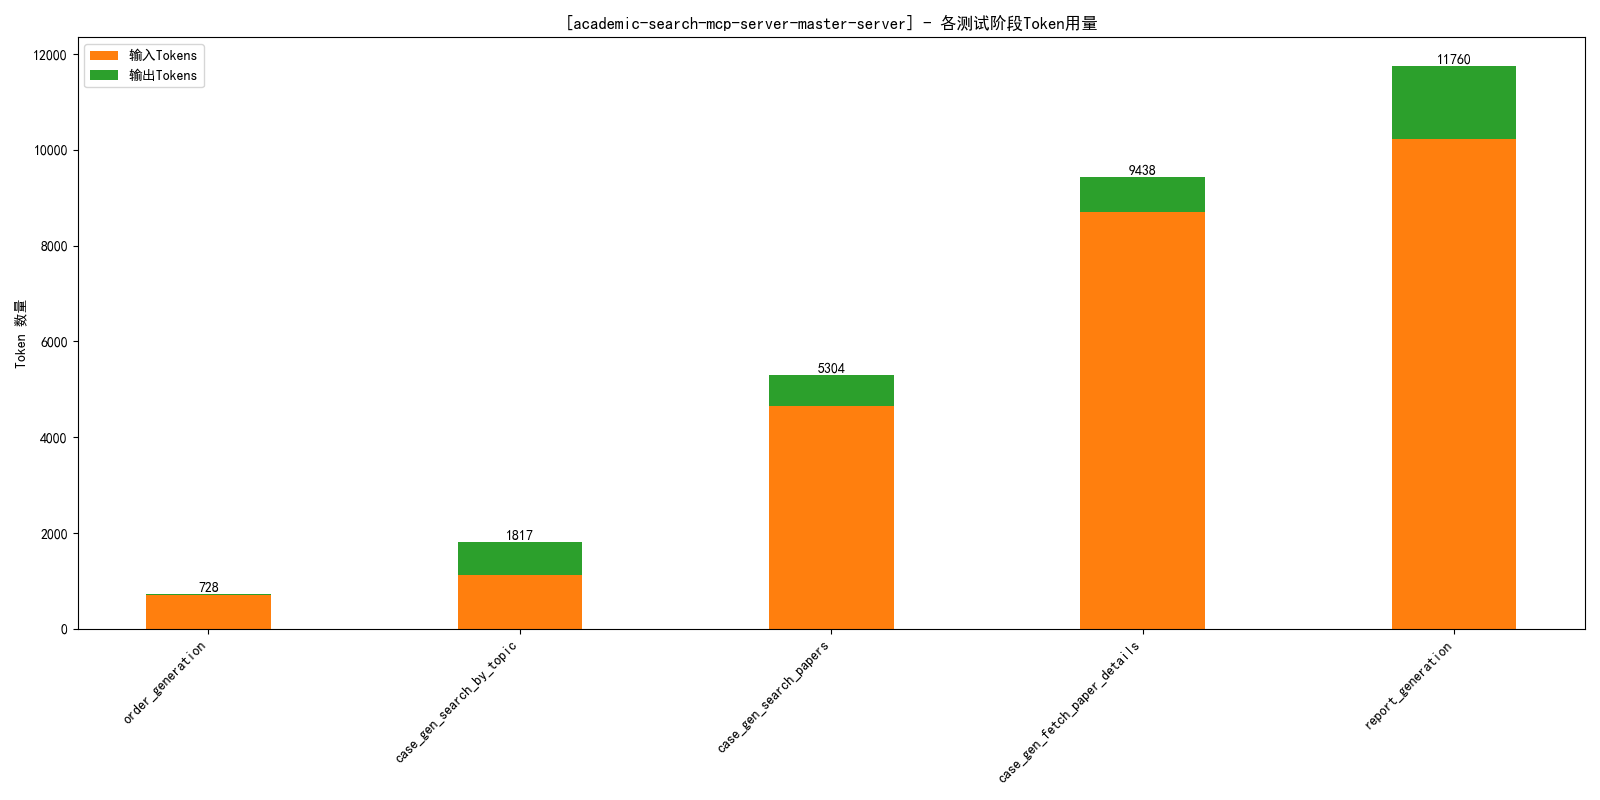 [academic-search-mcp-server-master-server] - 各测试阶段Token用量
输入Tokens
输出Tokens
Token 数量
12000
10000
8000
6000
4000
2000
0
728
1817
5304
9438
11760
order_generation
case_gen_search_by_topic
case_gen_search_papers
case_gen_fetch_paper_details
report_generation